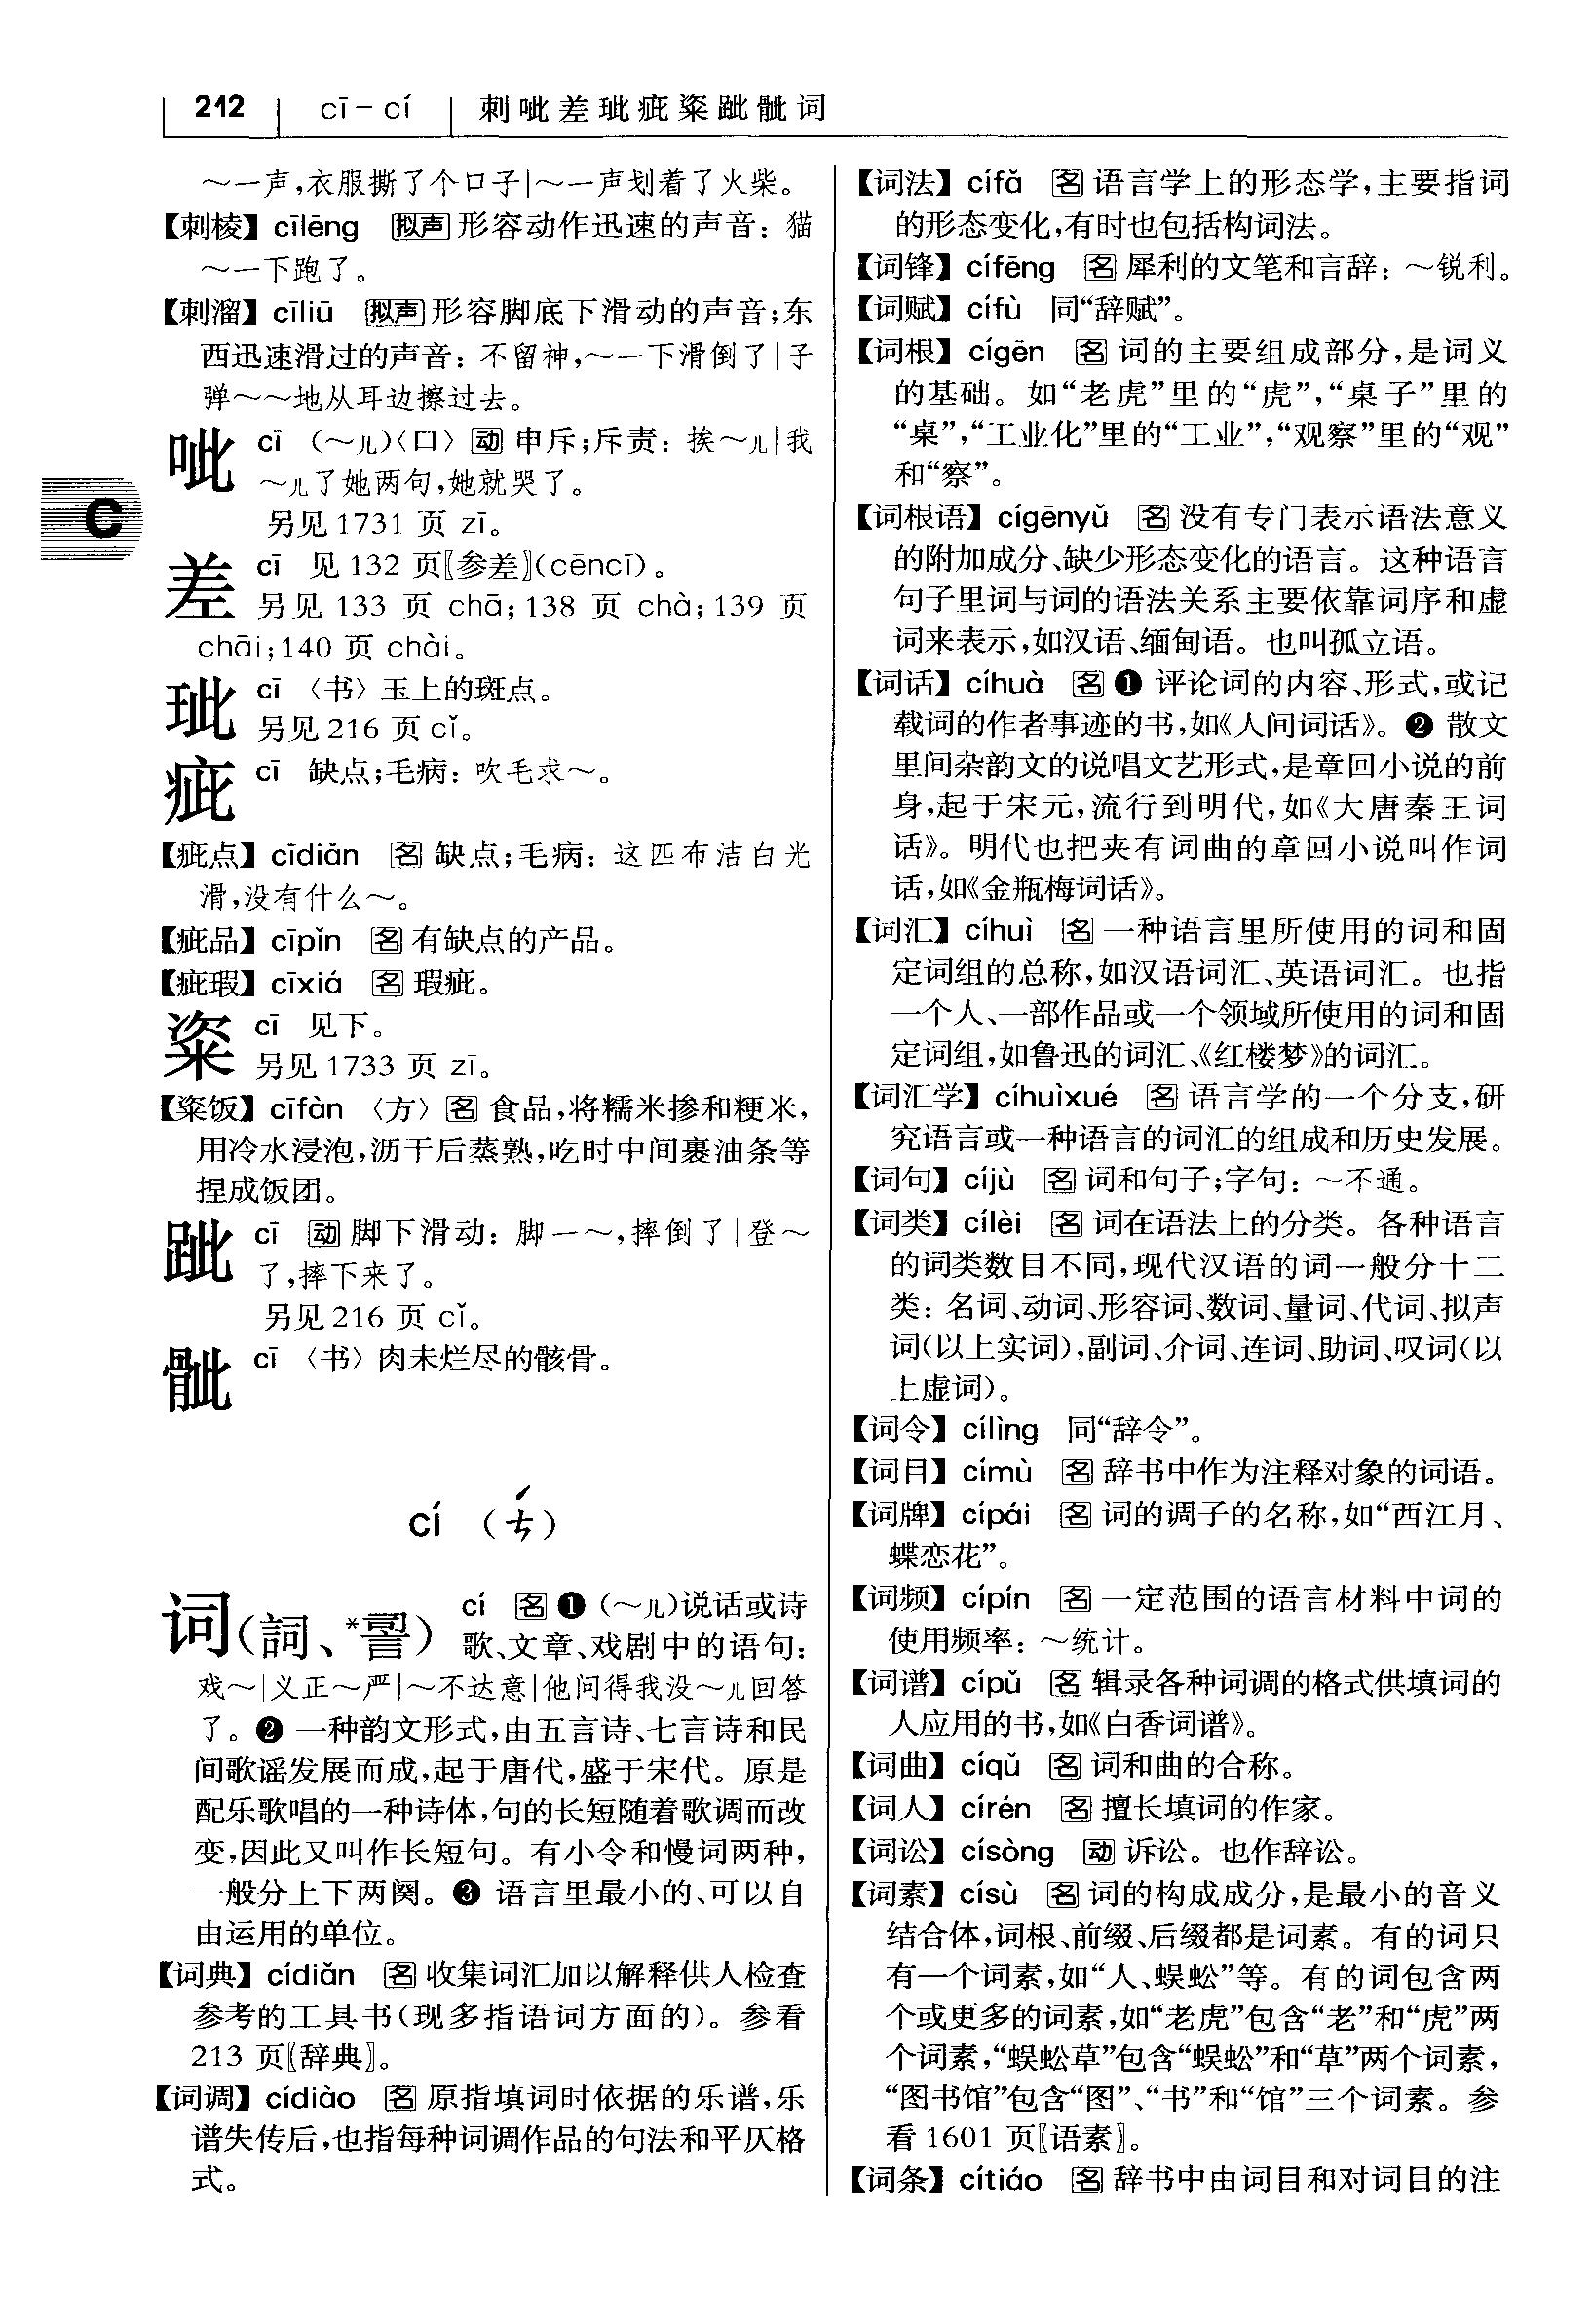 212 cī-cí 刺呲差玼疵粢跐骴词
～一声,衣服撕了个口子|～一声划着了火柴。
【刺棱】cīlēng 拟声 形容动作迅速的声音：猫
～一下跑了。
【刺溜】cīliū 拟声 形容脚底下滑动的声音;东
西迅速滑过的声音：不留神,～一下滑倒了|子
弹～～地从耳边擦过去。
呲 cī （～儿）〈口〉动 申斥;斥责：挨～儿|我
～儿了她两句,她就哭了。
另见1731页 zī。
差 cī 见132页〖参差〗(cēncī)。
另见133页 chā;138页 chà;139页
chāi;140页 chài。
玼 cī 〈书〉玉上的斑点。
另见216页 cǐ。
疵 cī 缺点;毛病：吹毛求～。
【疵点】cīdiǎn 名 缺点;毛病：这匹布洁白光
滑,没有什么～。
【疵品】cīpǐn 名 有缺点的产品。
【疵瑕】cīxiá 名 瑕疵。
粢 cī 见下。
另见1733页 zī。
【粢饭】cīfàn 〈方〉名 食品,将糯米掺和粳米,
用冷水浸泡,沥干后蒸熟,吃时中间裹油条等
捏成饭团。
跐 cī 动 脚下滑动：脚一～,摔倒了|登～
了,摔下来了。
另见216页 cǐ。
骴 cī 〈书〉肉未烂尽的骸骨。
cí （ㄘˊ）
词(詞、*䛐) cí 名 ❶（～儿）说话或诗
歌、文章、戏剧中的语句：
戏～|义正～严|～不达意|他问得我没～儿回答
了。❷ 一种韵文形式,由五言诗、七言诗和民
间歌谣发展而成,起于唐代,盛于宋代。原是
配乐歌唱的一种诗体,句的长短随着歌调而改
变,因此又叫作长短句。有小令和慢词两种,
一般分上下两阕。❸ 语言里最小的、可以自
由运用的单位。
【词典】cídiǎn 名 收集词汇加以解释供人检查
参考的工具书(现多指语词方面的)。参看
213页〖辞典〗。
【词调】cídiào 名 原指填词时依据的乐谱,乐
谱失传后,也指每种词调作品的句法和平仄格
式。
【词法】cífǎ 名 语言学上的形态学,主要指词
的形态变化,有时也包括构词法。
【词锋】cífēng 名 犀利的文笔和言辞：～锐利。
【词赋】cífù 同“辞赋”。
【词根】cígēn 名 词的主要组成部分,是词义
的基础。如“老虎”里的“虎”,“桌子”里的
“桌”,“工业化”里的“工业”,“观察”里的“观”
和“察”。
【词根语】cígēnyǔ 名 没有专门表示语法意义
的附加成分、缺少形态变化的语言。这种语言
句子里词与词的语法关系主要依靠词序和虚
词来表示,如汉语、缅甸语。也叫孤立语。
【词话】cíhuà 名 ❶ 评论词的内容、形式,或记
载词的作者事迹的书,如《人间词话》。❷ 散文
里间杂韵文的说唱文艺形式,是章回小说的前
身,起于宋元,流行到明代,如《大唐秦王词
话》。明代也把夹有词曲的章回小说叫作词
话,如《金瓶梅词话》。
【词汇】cíhuì 名 一种语言里所使用的词和固
定词组的总称,如汉语词汇、英语词汇。也指
一个人、一部作品或一个领域所使用的词和固
定词组,如鲁迅的词汇、《红楼梦》的词汇。
【词汇学】cíhuìxué 名 语言学的一个分支,研
究语言或一种语言的词汇的组成和历史发展。
【词句】cíjù 名 词和句子;字句：～不通。
【词类】cílèi 名 词在语法上的分类。各种语言
的词类数目不同,现代汉语的词一般分十二
类：名词、动词、形容词、数词、量词、代词、拟声
词(以上实词),副词、介词、连词、助词、叹词(以
上虚词)。
【词令】cílìng 同“辞令”。
【词目】címù 名 辞书中作为注释对象的词语。
【词牌】cípái 名 词的调子的名称,如“西江月、
蝶恋花”。
【词频】cípín 名 一定范围的语言材料中词的
使用频率：～统计。
【词谱】cípǔ 名 辑录各种词调的格式供填词的
人应用的书,如《白香词谱》。
【词曲】cíqǔ 名 词和曲的合称。
【词人】círén 名 擅长填词的作家。
【词讼】císòng 动 诉讼。也作辞讼。
【词素】císù 名 词的构成成分,是最小的音义
结合体,词根、前缀、后缀都是词素。有的词只
有一个词素,如“人、蜈蚣”等。有的词包含两
个或更多的词素,如“老虎”包含“老”和“虎”两
个词素,“蜈蚣草”包含“蜈蚣”和“草”两个词素,
“图书馆”包含“图”、“书”和“馆”三个词素。参
看1601页〖语素〗。
【词条】cítiáo 名 辞书中由词目和对词目的注
C